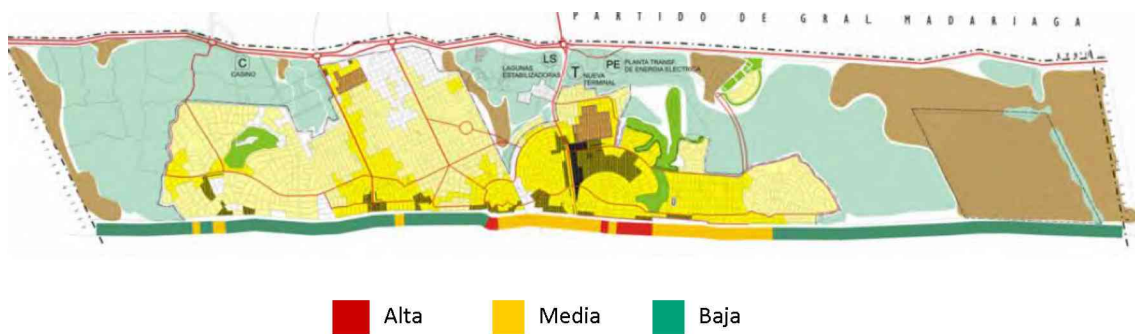 PARTIDO DE GRAL. MADARIAGA
C
CASINO
LAGUNAS
ESTABILIZADORAS
LS
T
NUEVA
TERMINAL
PE
PLANTA TRANSF.
DE ENERGIA ELECTRICA
Alta
Media
Baja